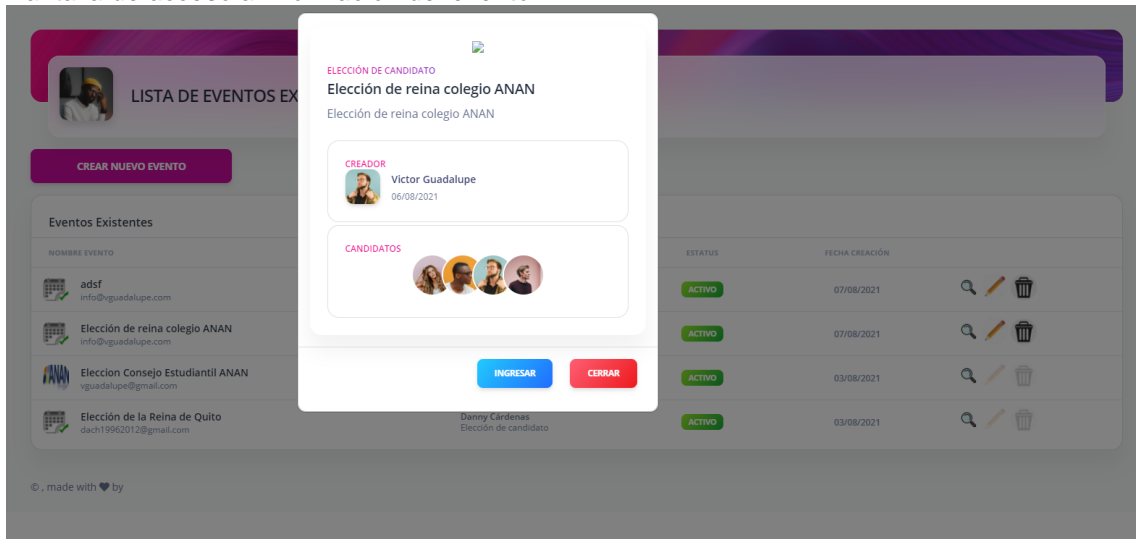 LISTA DE EVENTOS EX
CREAR NUEVO EVENTO
ELECCIÓN DE CANDIDATO
Elección de reina colegio ANAN
Elección de reina colegio ANAN
CREADOR
Victor Guadalupe
06/08/2021
CANDIDATOS
INGRESAR CERRAR
Eventos Existentes
NOMBRE EVENTO ESTATUS FECHA CREACIÓN
adsf
info@vguadalupe.com
ACTIVO 07/08/2021
Elección de reina colegio ANAN
info@vguadalupe.com
ACTIVO 07/08/2021
ANAN
Eleccion Consejo Estudiantil ANAN
vguadalupe@gmail.com
ACTIVO 03/08/2021
Elección de la Reina de Quito
dach19962012@gmail.com
Danny Cárdenas
Elección de candidato
ACTIVO 03/08/2021
© , made with ♥ by